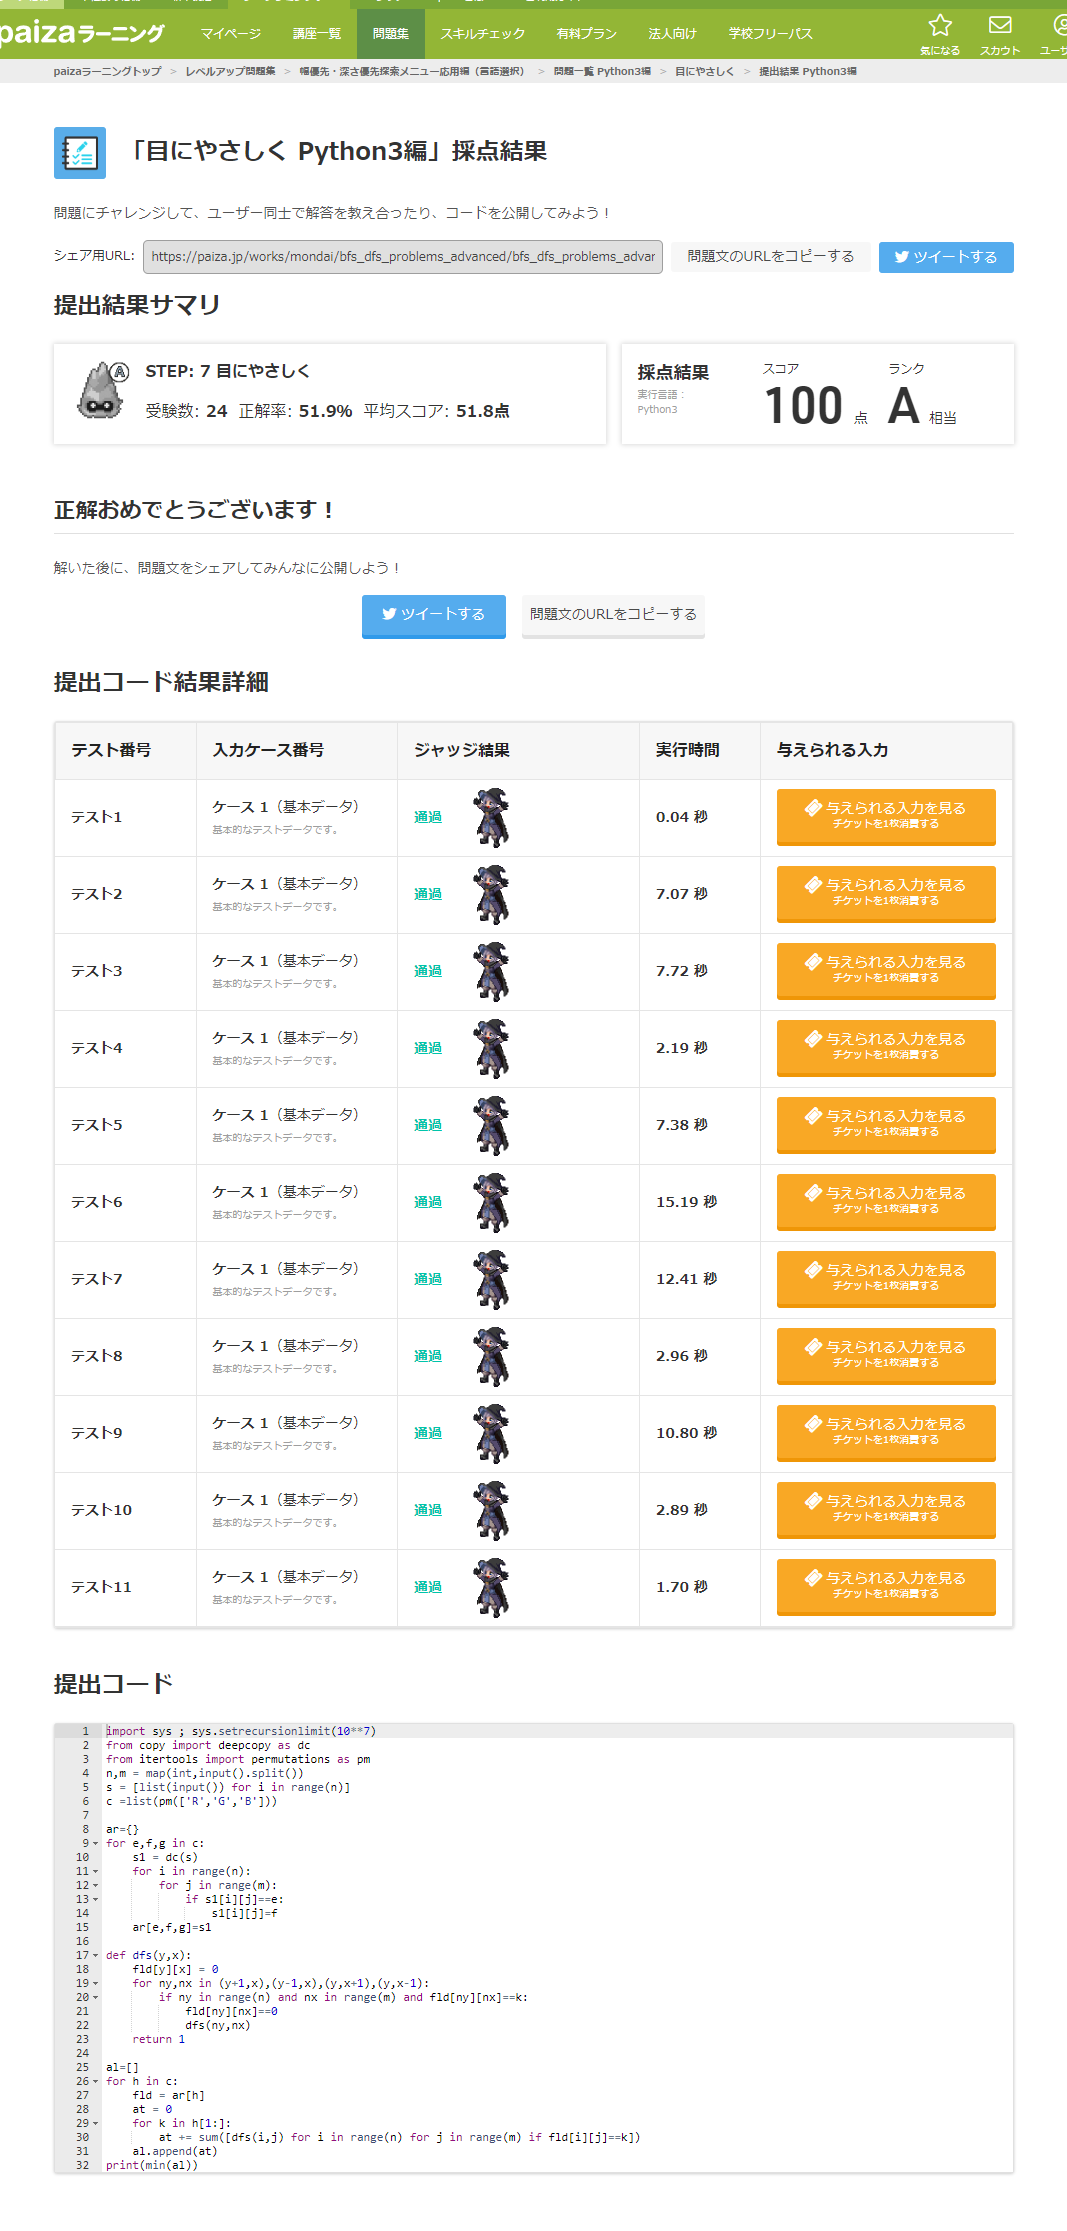 paizaラーニング
マイページ
講座一覧
問題集
スキルチェック
有料プラン
法人向け
学校フリーパス
気になる
スカウト
ユーザ
paizaラーニングトップ > レベルアップ問題集 > 幅優先・深さ優先探索メニュー応用編（言語選択） > 問題一覧 Python3編 > 目にやさしく > 提出結果 Python3編
「目にやさしく Python3編」採点結果
問題にチャレンジして、ユーザー同士で解答を教え合ったり、コードを公開してみよう！
シェア用URL: https://paiza.jp/works/mondai/bfs_dfs_problems_advanced/bfs_dfs_problems_advar 問題文のURLをコピーする ツイートする
提出結果サマリ
A
STEP: 7 目にやさしく
受験数: 24 正解率: 51.9% 平均スコア: 51.8点
採点結果
実行言語：
Python3
スコア
100 点
ランク
A 相当
正解おめでとうございます！
解いた後に、問題文をシェアしてみんなに公開しよう！
ツイートする 問題文のURLをコピーする
提出コード結果詳細
テスト番号 入力ケース番号 ジャッジ結果 実行時間 与えられる入力
テスト1 ケース 1（基本データ） 通過 0.04 秒 与えられる入力を見る
基本的なテストデータです。 チケットを1枚消費する
テスト2 ケース 1（基本データ） 通過 7.07 秒 与えられる入力を見る
基本的なテストデータです。 チケットを1枚消費する
テスト3 ケース 1（基本データ） 通過 7.72 秒 与えられる入力を見る
基本的なテストデータです。 チケットを1枚消費する
テスト4 ケース 1（基本データ） 通過 2.19 秒 与えられる入力を見る
基本的なテストデータです。 チケットを1枚消費する
テスト5 ケース 1（基本データ） 通過 7.38 秒 与えられる入力を見る
基本的なテストデータです。 チケットを1枚消費する
テスト6 ケース 1（基本データ） 通過 15.19 秒 与えられる入力を見る
基本的なテストデータです。 チケットを1枚消費する
テスト7 ケース 1（基本データ） 通過 12.41 秒 与えられる入力を見る
基本的なテストデータです。 チケットを1枚消費する
テスト8 ケース 1（基本データ） 通過 2.96 秒 与えられる入力を見る
基本的なテストデータです。 チケットを1枚消費する
テスト9 ケース 1（基本データ） 通過 10.80 秒 与えられる入力を見る
基本的なテストデータです。 チケットを1枚消費する
テスト10 ケース 1（基本データ） 通過 2.89 秒 与えられる入力を見る
基本的なテストデータです。 チケットを1枚消費する
テスト11 ケース 1（基本データ） 通過 1.70 秒 与えられる入力を見る
基本的なテストデータです。 チケットを1枚消費する
提出コード
1 import sys ; sys.setrecursionlimit(10**7)
2 from copy import deepcopy as dc
3 from itertools import permutations as pm
4 n,m = map(int,input().split())
5 s = [list(input()) for i in range(n)]
6 c =list(pm(['R','G','B']))
7
8 ar={}
9 for e,f,g in c:
10     s1 = dc(s)
11     for i in range(n):
12         for j in range(m):
13             if s1[i][j]==e:
14                 s1[i][j]=f
15     ar[e,f,g]=s1
16
17 def dfs(y,x):
18     fld[y][x] = 0
19     for ny,nx in (y+1,x),(y-1,x),(y,x+1),(y,x-1):
20         if ny in range(n) and nx in range(m) and fld[ny][nx]==k:
21             fld[ny][nx]==0
22             dfs(ny,nx)
23     return 1
24
25 al=[]
26 for h in c:
27     fld = ar[h]
28     at = 0
29     for k in h[1:]:
30         at += sum([dfs(i,j) for i in range(n) for j in range(m) if fld[i][j]==k])
31     al.append(at)
32 print(min(al))